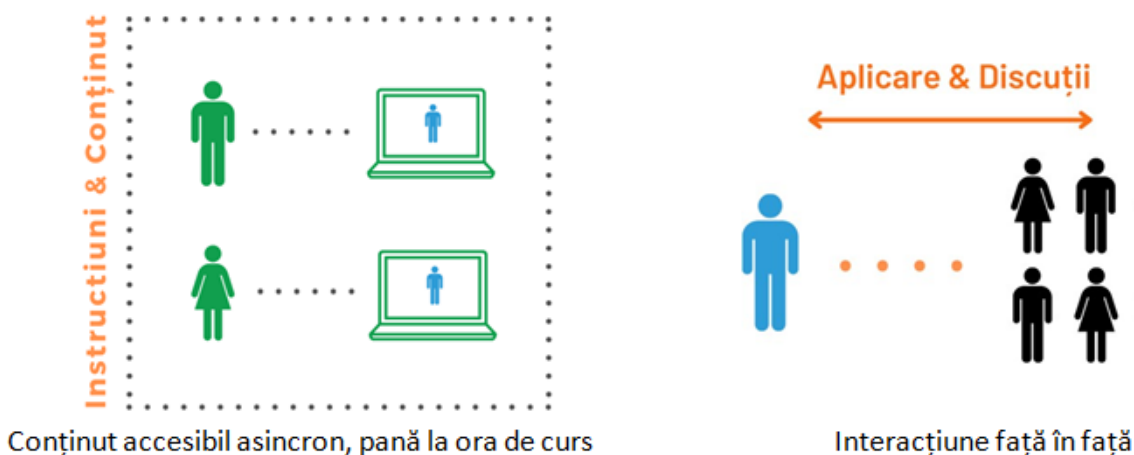 Instructiuni & Conținut
Aplicare & Discuții
Conținut accesibil asincron, pană la ora de curs
Interacțiune față în față